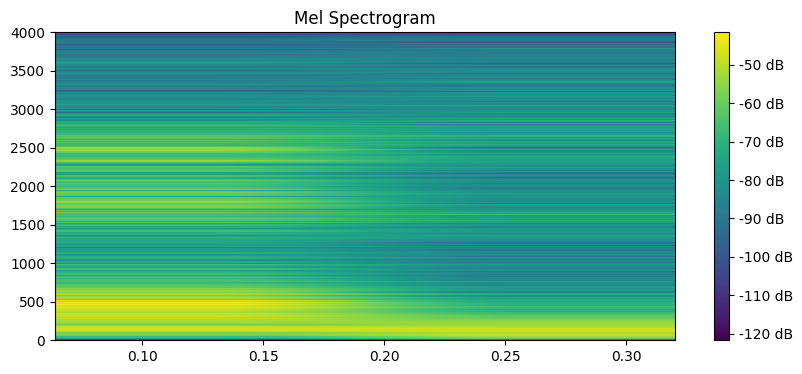 Mel Spectrogram
4000
3500
3000
2500
2000
1500
1000
500
0
0.10 0.15 0.20 0.25 0.30
-50 dB
-60 dB
-70 dB
-80 dB
-90 dB
-100 dB
-110 dB
-120 dB